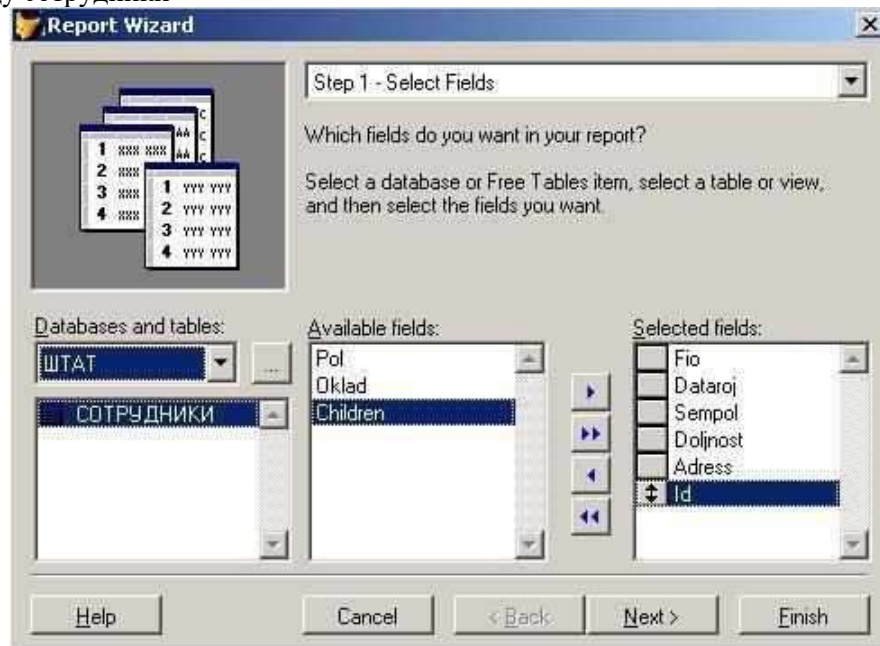 сотрудники
Report Wizard
Step 1 - Select Fields
Which fields do you want in your report?
Select a database or Free Tables item, select a table or view,
and then select the fields you want.
Databases and tables:
ШТАТ
...
СОТРУДНИКИ
Available fields:
Pol
Oklad
Children
Selected fields:
Fio
Dataroj
Sempol
Doljnost
Adress
Id
Help
Cancel
< Back
Next >
Finish